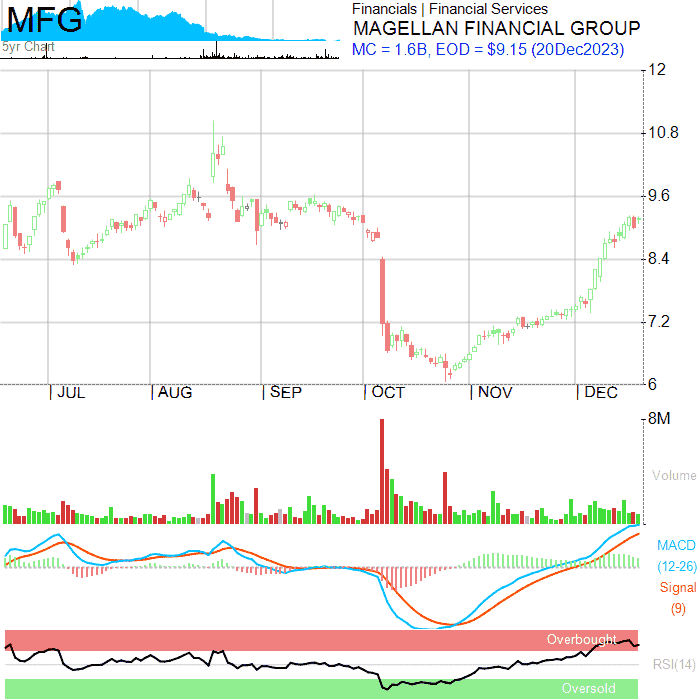 MFG
5yr Chart
Financials | Financial Services
MAGELLAN FINANCIAL GROUP
MC = 1.6B, EOD = $9.15 (20Dec2023)
12
10.8
9.6
8.4
7.2
6
JUL AUG SEP OCT NOV DEC
8M
Volume
MACD
(12-26)
Signal
(9)
Overbought
RSI(14)
Oversold